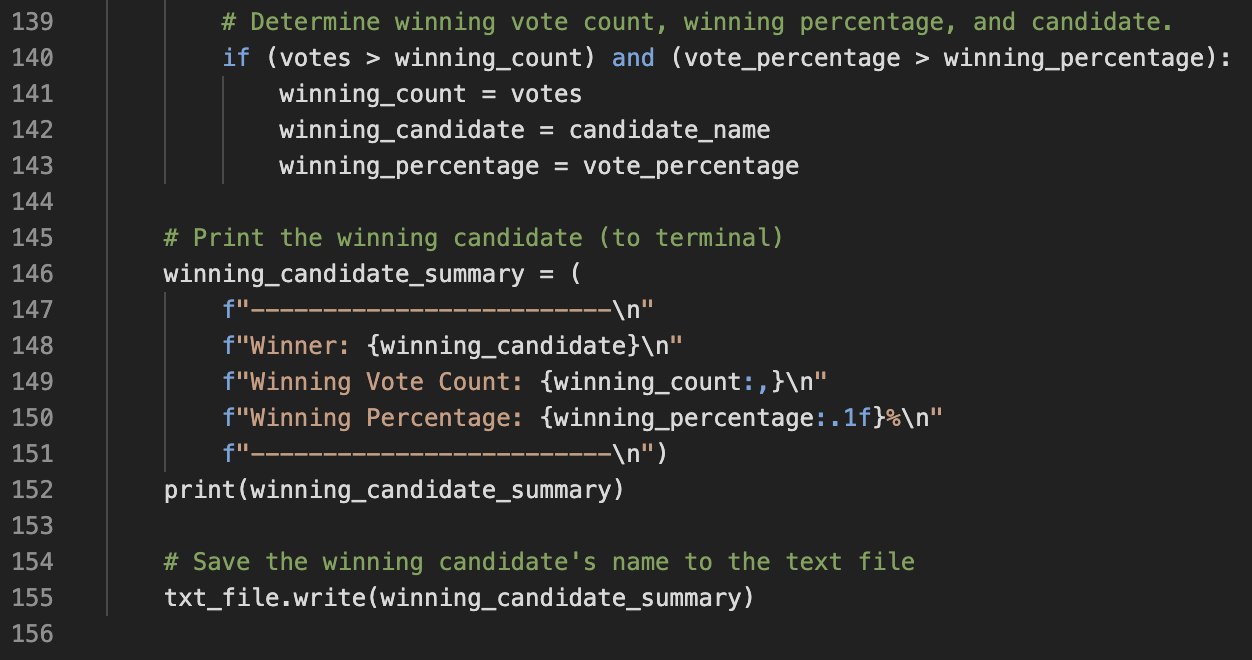 139 # Determine winning vote count, winning percentage, and candidate.
140 if (votes > winning_count) and (vote_percentage > winning_percentage):
141 winning_count = votes
142 winning_candidate = candidate_name
143 winning_percentage = vote_percentage
144
145 # Print the winning candidate (to terminal)
146 winning_candidate_summary = (
147 f"-------------------------\n"
148 f"Winner: {winning_candidate}\n"
149 f"Winning Vote Count: {winning_count:,}\n"
150 f"Winning Percentage: {winning_percentage:.1f}%\n"
151 f"-------------------------\n")
152 print(winning_candidate_summary)
153
154 # Save the winning candidate's name to the text file
155 txt_file.write(winning_candidate_summary)
156